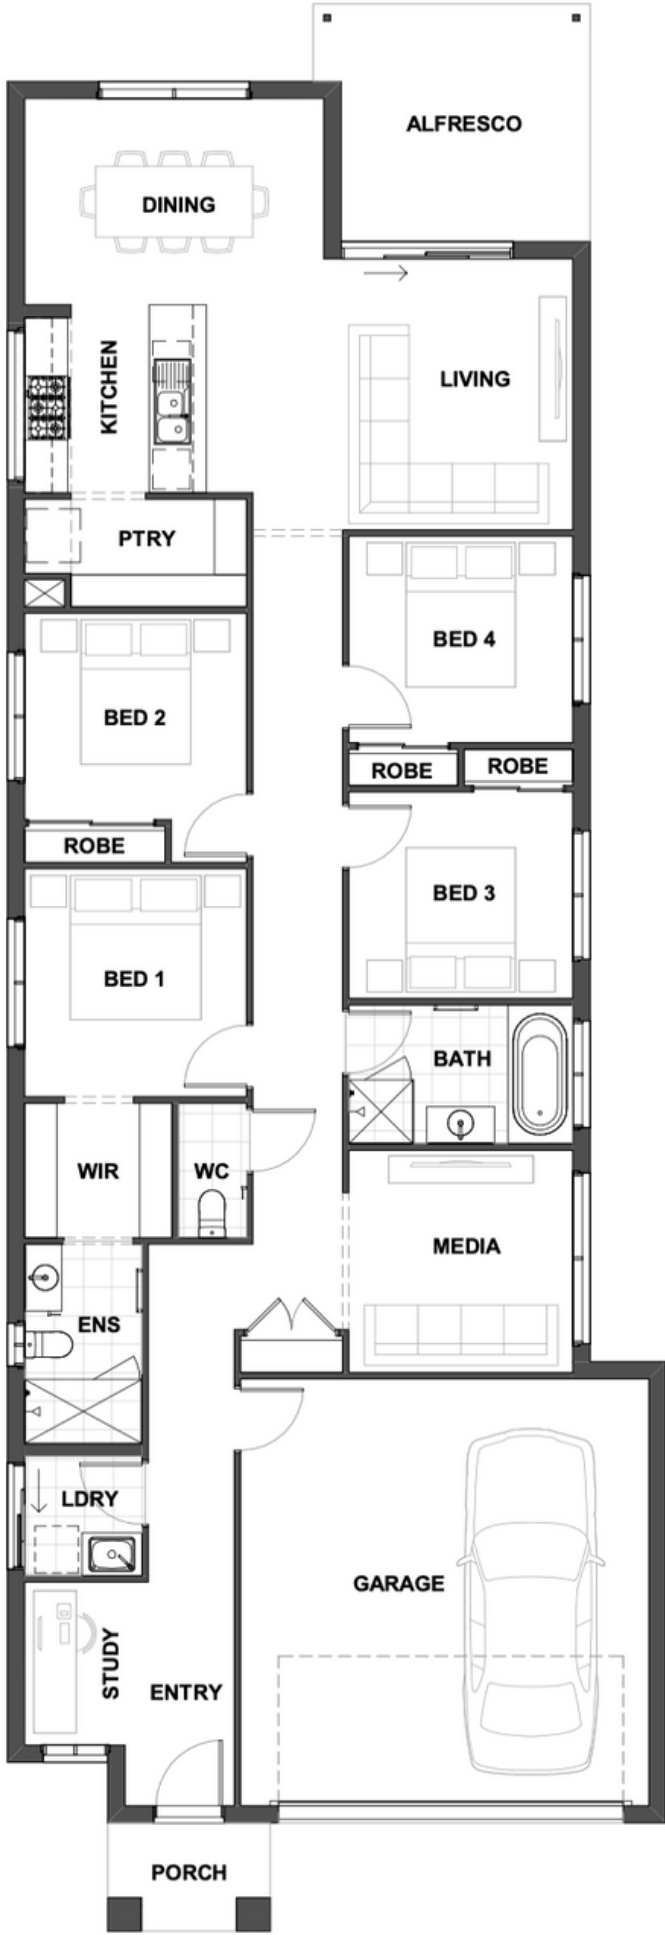 ALFRESCO
DINING
KITCHEN
LIVING
PTRY
BED 4
BED 2
ROBE
ROBE
ROBE
BED 3
BED 1
BATH
WIR
WC
MEDIA
ENS
LDRY
GARAGE
STUDY
ENTRY
PORCH